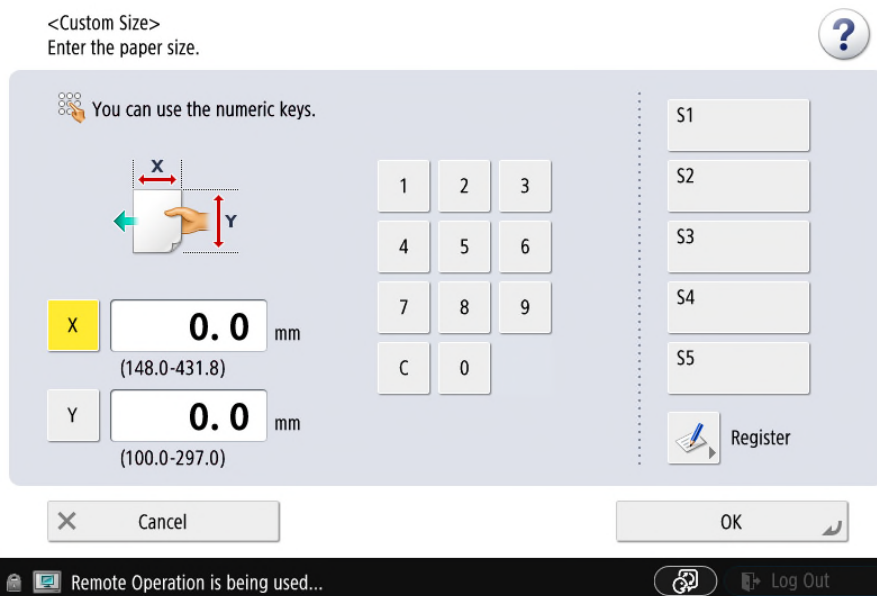 <Custom Size>
Enter the paper size.
?
You can use the numeric keys.
X
Y
1 2 3
4 5 6
7 8 9
C 0
X 0. 0 mm
(148.0-431.8)
Y 0. 0 mm
(100.0-297.0)
S1
S2
S3
S4
S5
Register
Cancel
OK
Remote Operation is being used...
Log Out